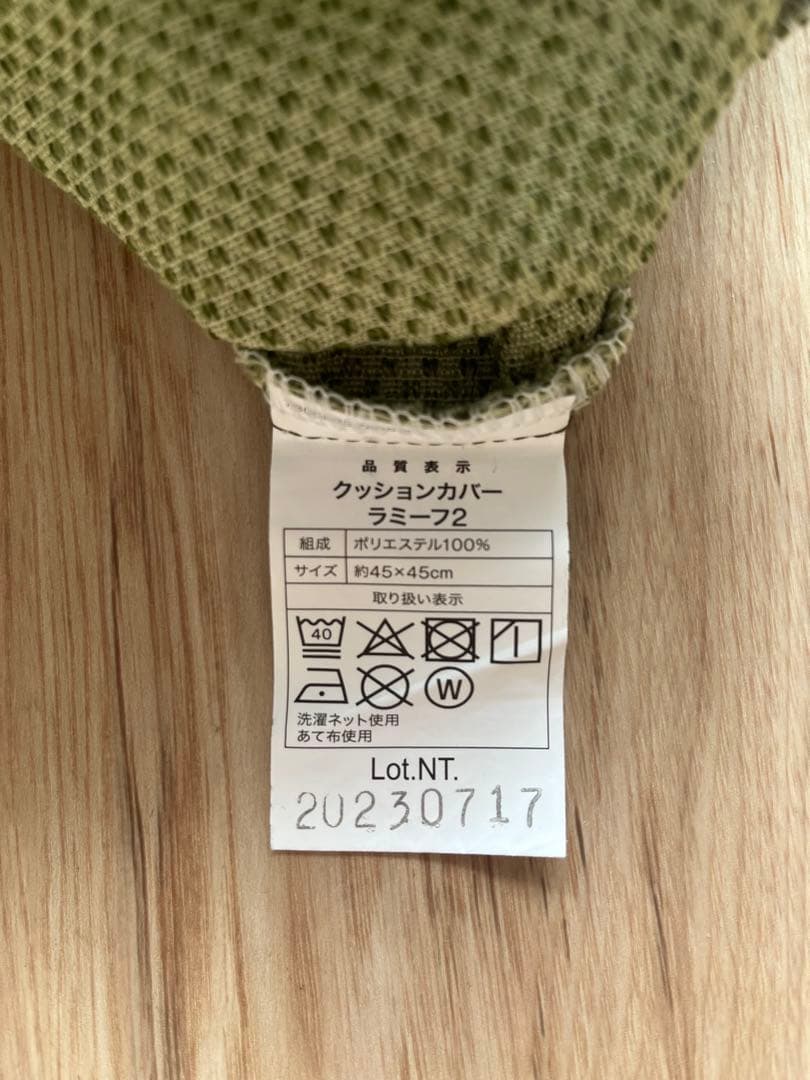 品質表示
クッションカバー
ラミーフ2
組成 ポリエステル100%
サイズ 約45×45cm
取り扱い表示
40
W
洗濯ネット使用
あて布使用
Lot.NT.
20230717